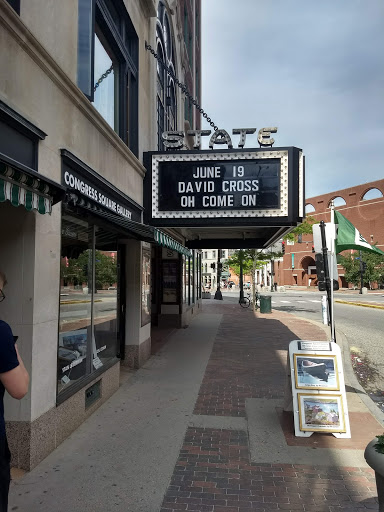 STATE
JUNE 19
DAVID CROSS
OH COME ON
CONGRESS SQUARE GALLERY